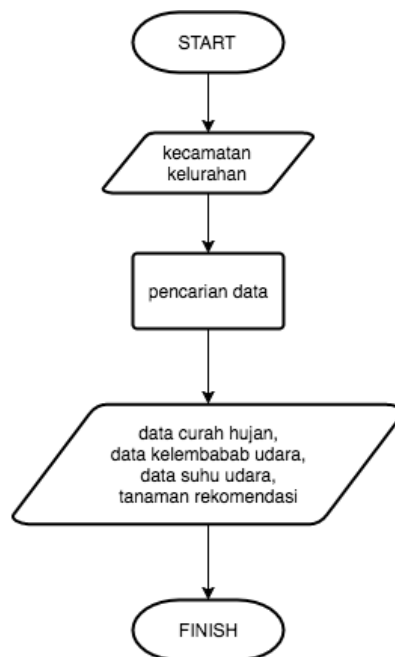 START
kecamatan
kelurahan
pencarian data
data curah hujan,
data kelembabab udara,
data suhu udara,
tanaman rekomendasi
FINISH